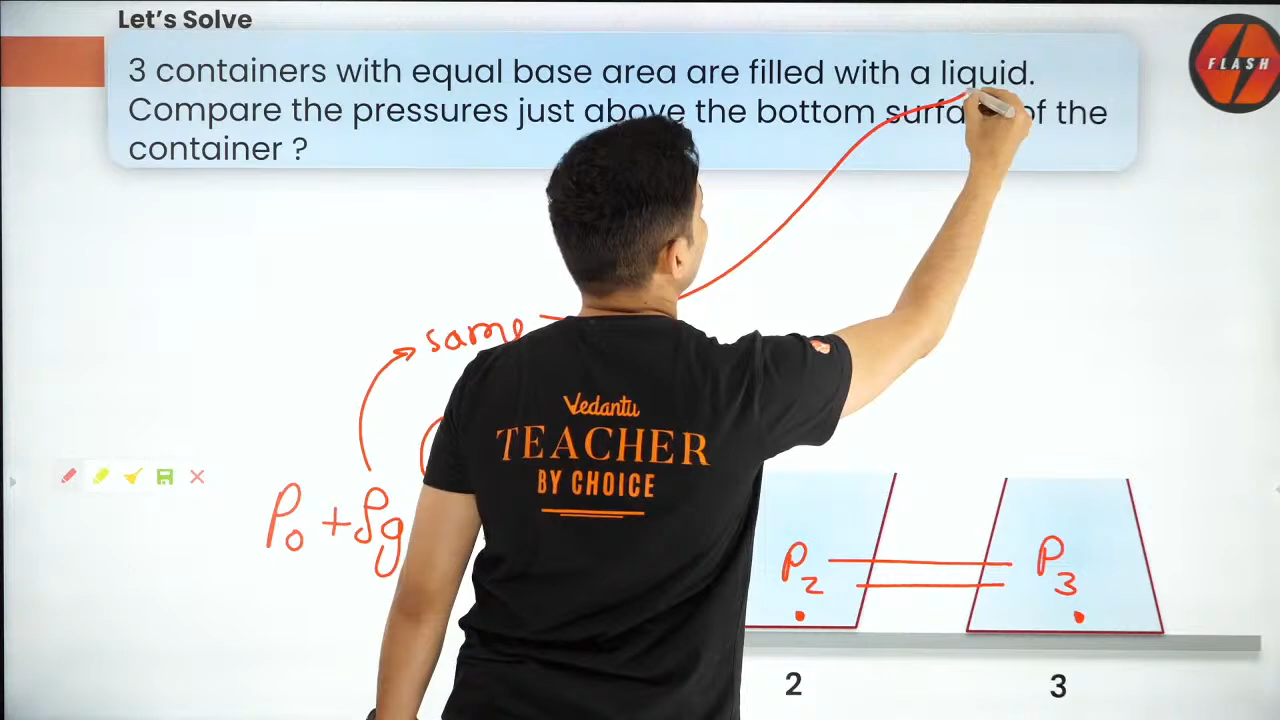 Let's Solve
3 containers with equal base area are filled with a liquid.
Compare the pressures just above the bottom of the
container ?
FLASH
same
Vedantu
TEACHER
BY CHOICE
P₀ + ρg
P₂
P₃
2
3